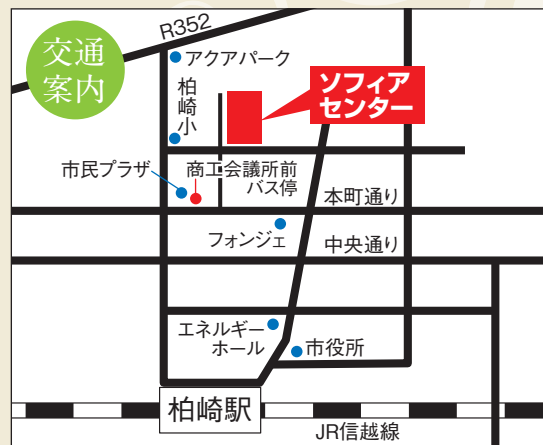 R352
交通
案内
アクアパーク
柏崎小
ソフィア
センター
市民プラザ
商工会議所前
バス停
本町通り
フォンジェ
中央通り
エネルギー
ホール
市役所
柏崎駅
JR信越線